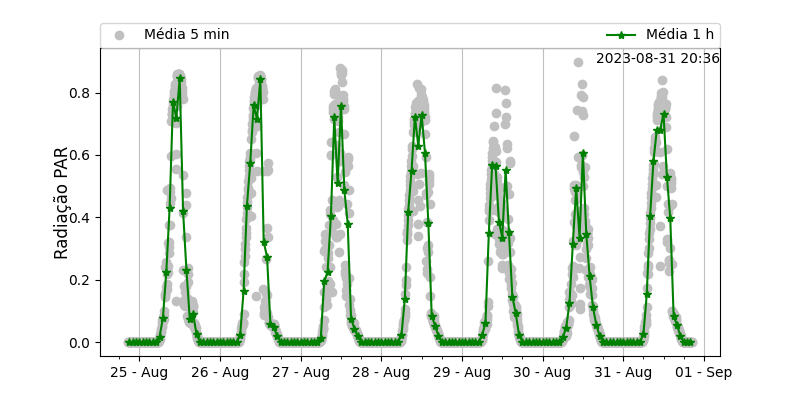 Média 5 min
Média 1 h
2023-08-31 20:36
Radiação PAR
0.8
0.6
0.4
0.2
0.0
25 - Aug
26 - Aug
27 - Aug
28 - Aug
29 - Aug
30 - Aug
31 - Aug
01 - Sep